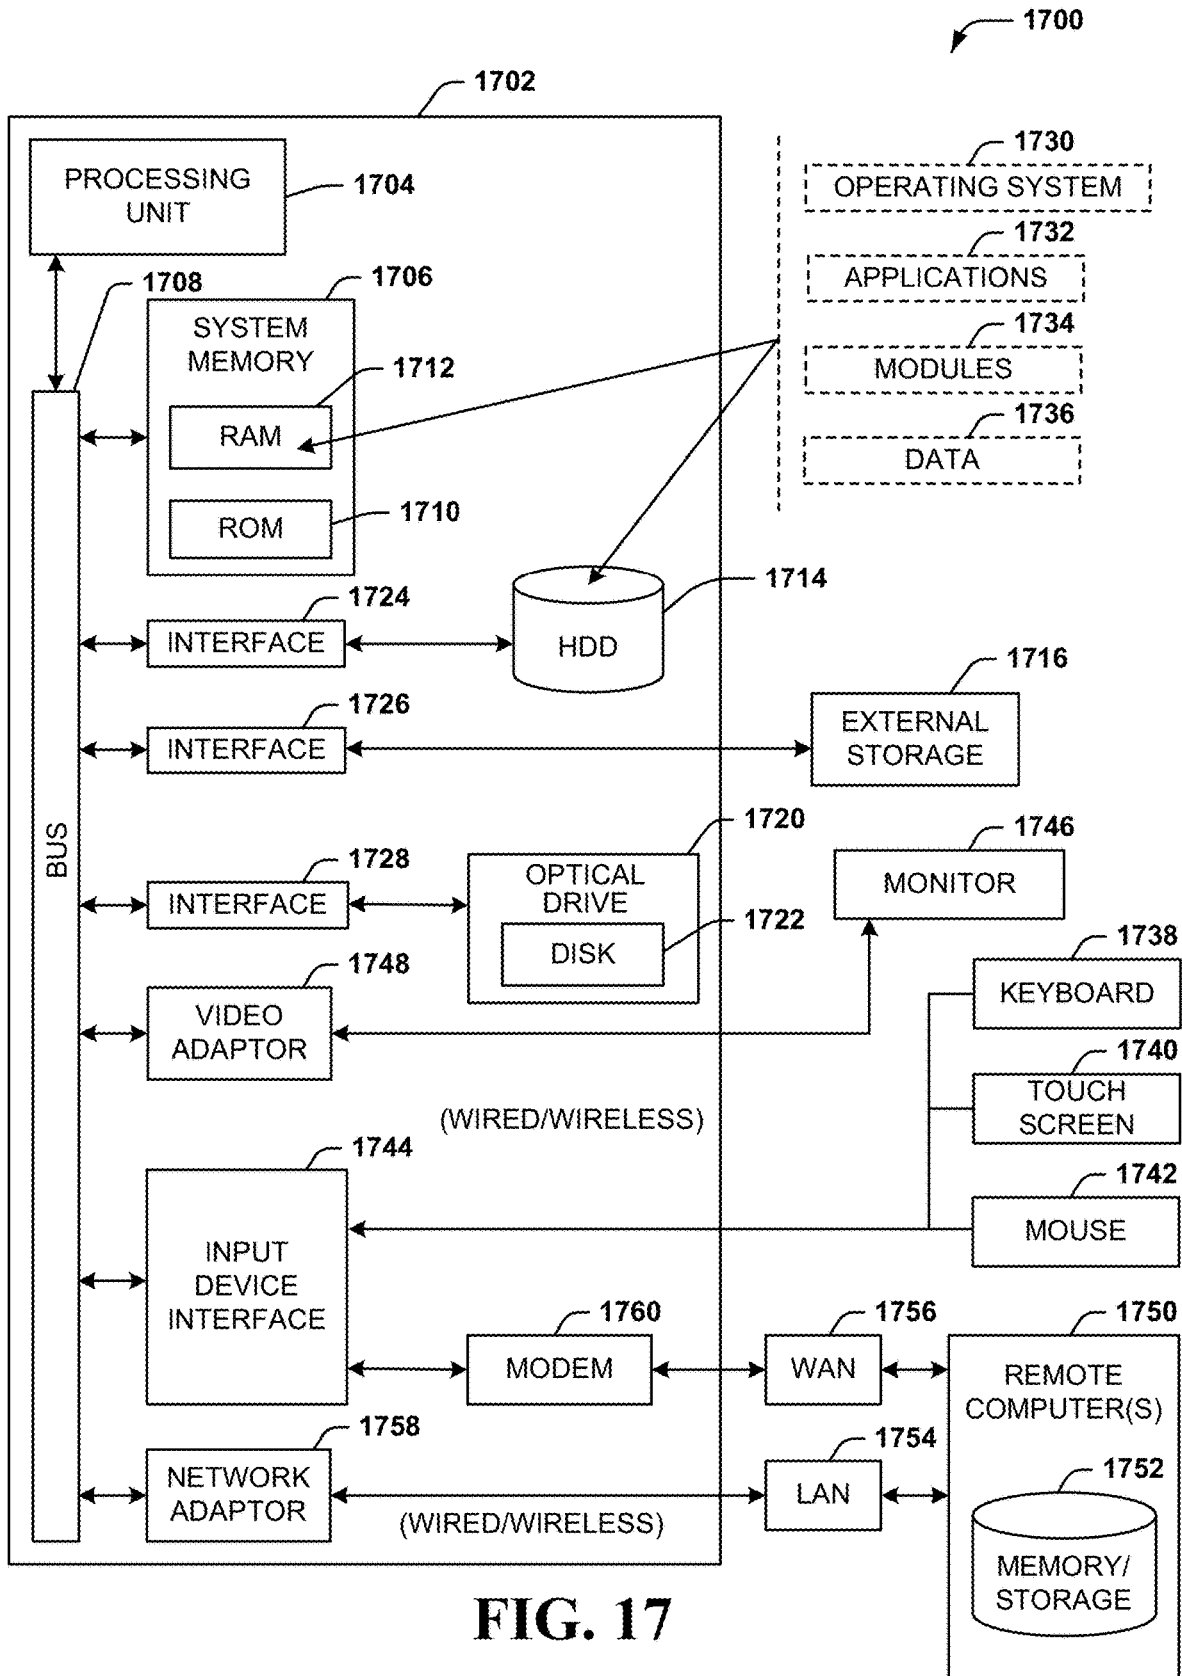 1700
1702
PROCESSING
UNIT
1704
1730
OPERATING SYSTEM
1732
APPLICATIONS
1734
MODULES
1736
DATA
1708
1706
SYSTEM
MEMORY
1712
RAM
1710
ROM
1714
HDD
1724
INTERFACE
1716
EXTERNAL
STORAGE
1726
INTERFACE
BUS
1720
OPTICAL
DRIVE
1722
DISK
1728
INTERFACE
1746
MONITOR
1748
VIDEO
ADAPTOR
1738
KEYBOARD
1740
TOUCH
SCREEN
(WIRED/WIRELESS)
1742
MOUSE
1744
INPUT
DEVICE
INTERFACE
1760
MODEM
1756
WAN
1750
REMOTE
COMPUTER(S)
1758
NETWORK
ADAPTOR
(WIRED/WIRELESS)
1754
LAN
1752
MEMORY/
STORAGE
FIG. 17